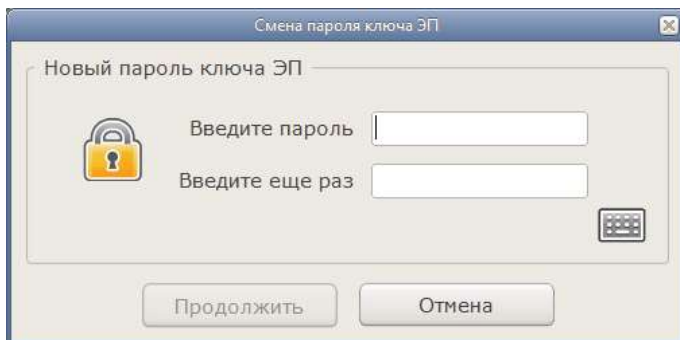 Смена пароля ключа ЭП
Новый пароль ключа ЭП
Введите пароль
Введите еще раз
Продолжить Отмена